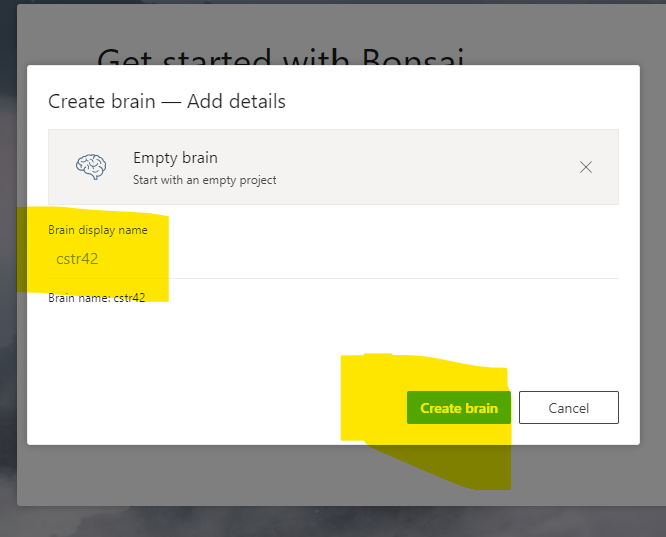 Get started with Bonsai
Create brain — Add details
Empty brain
Start with an empty project
Brain display name
cstr42
Brain name: cstr42
Create brain
Cancel